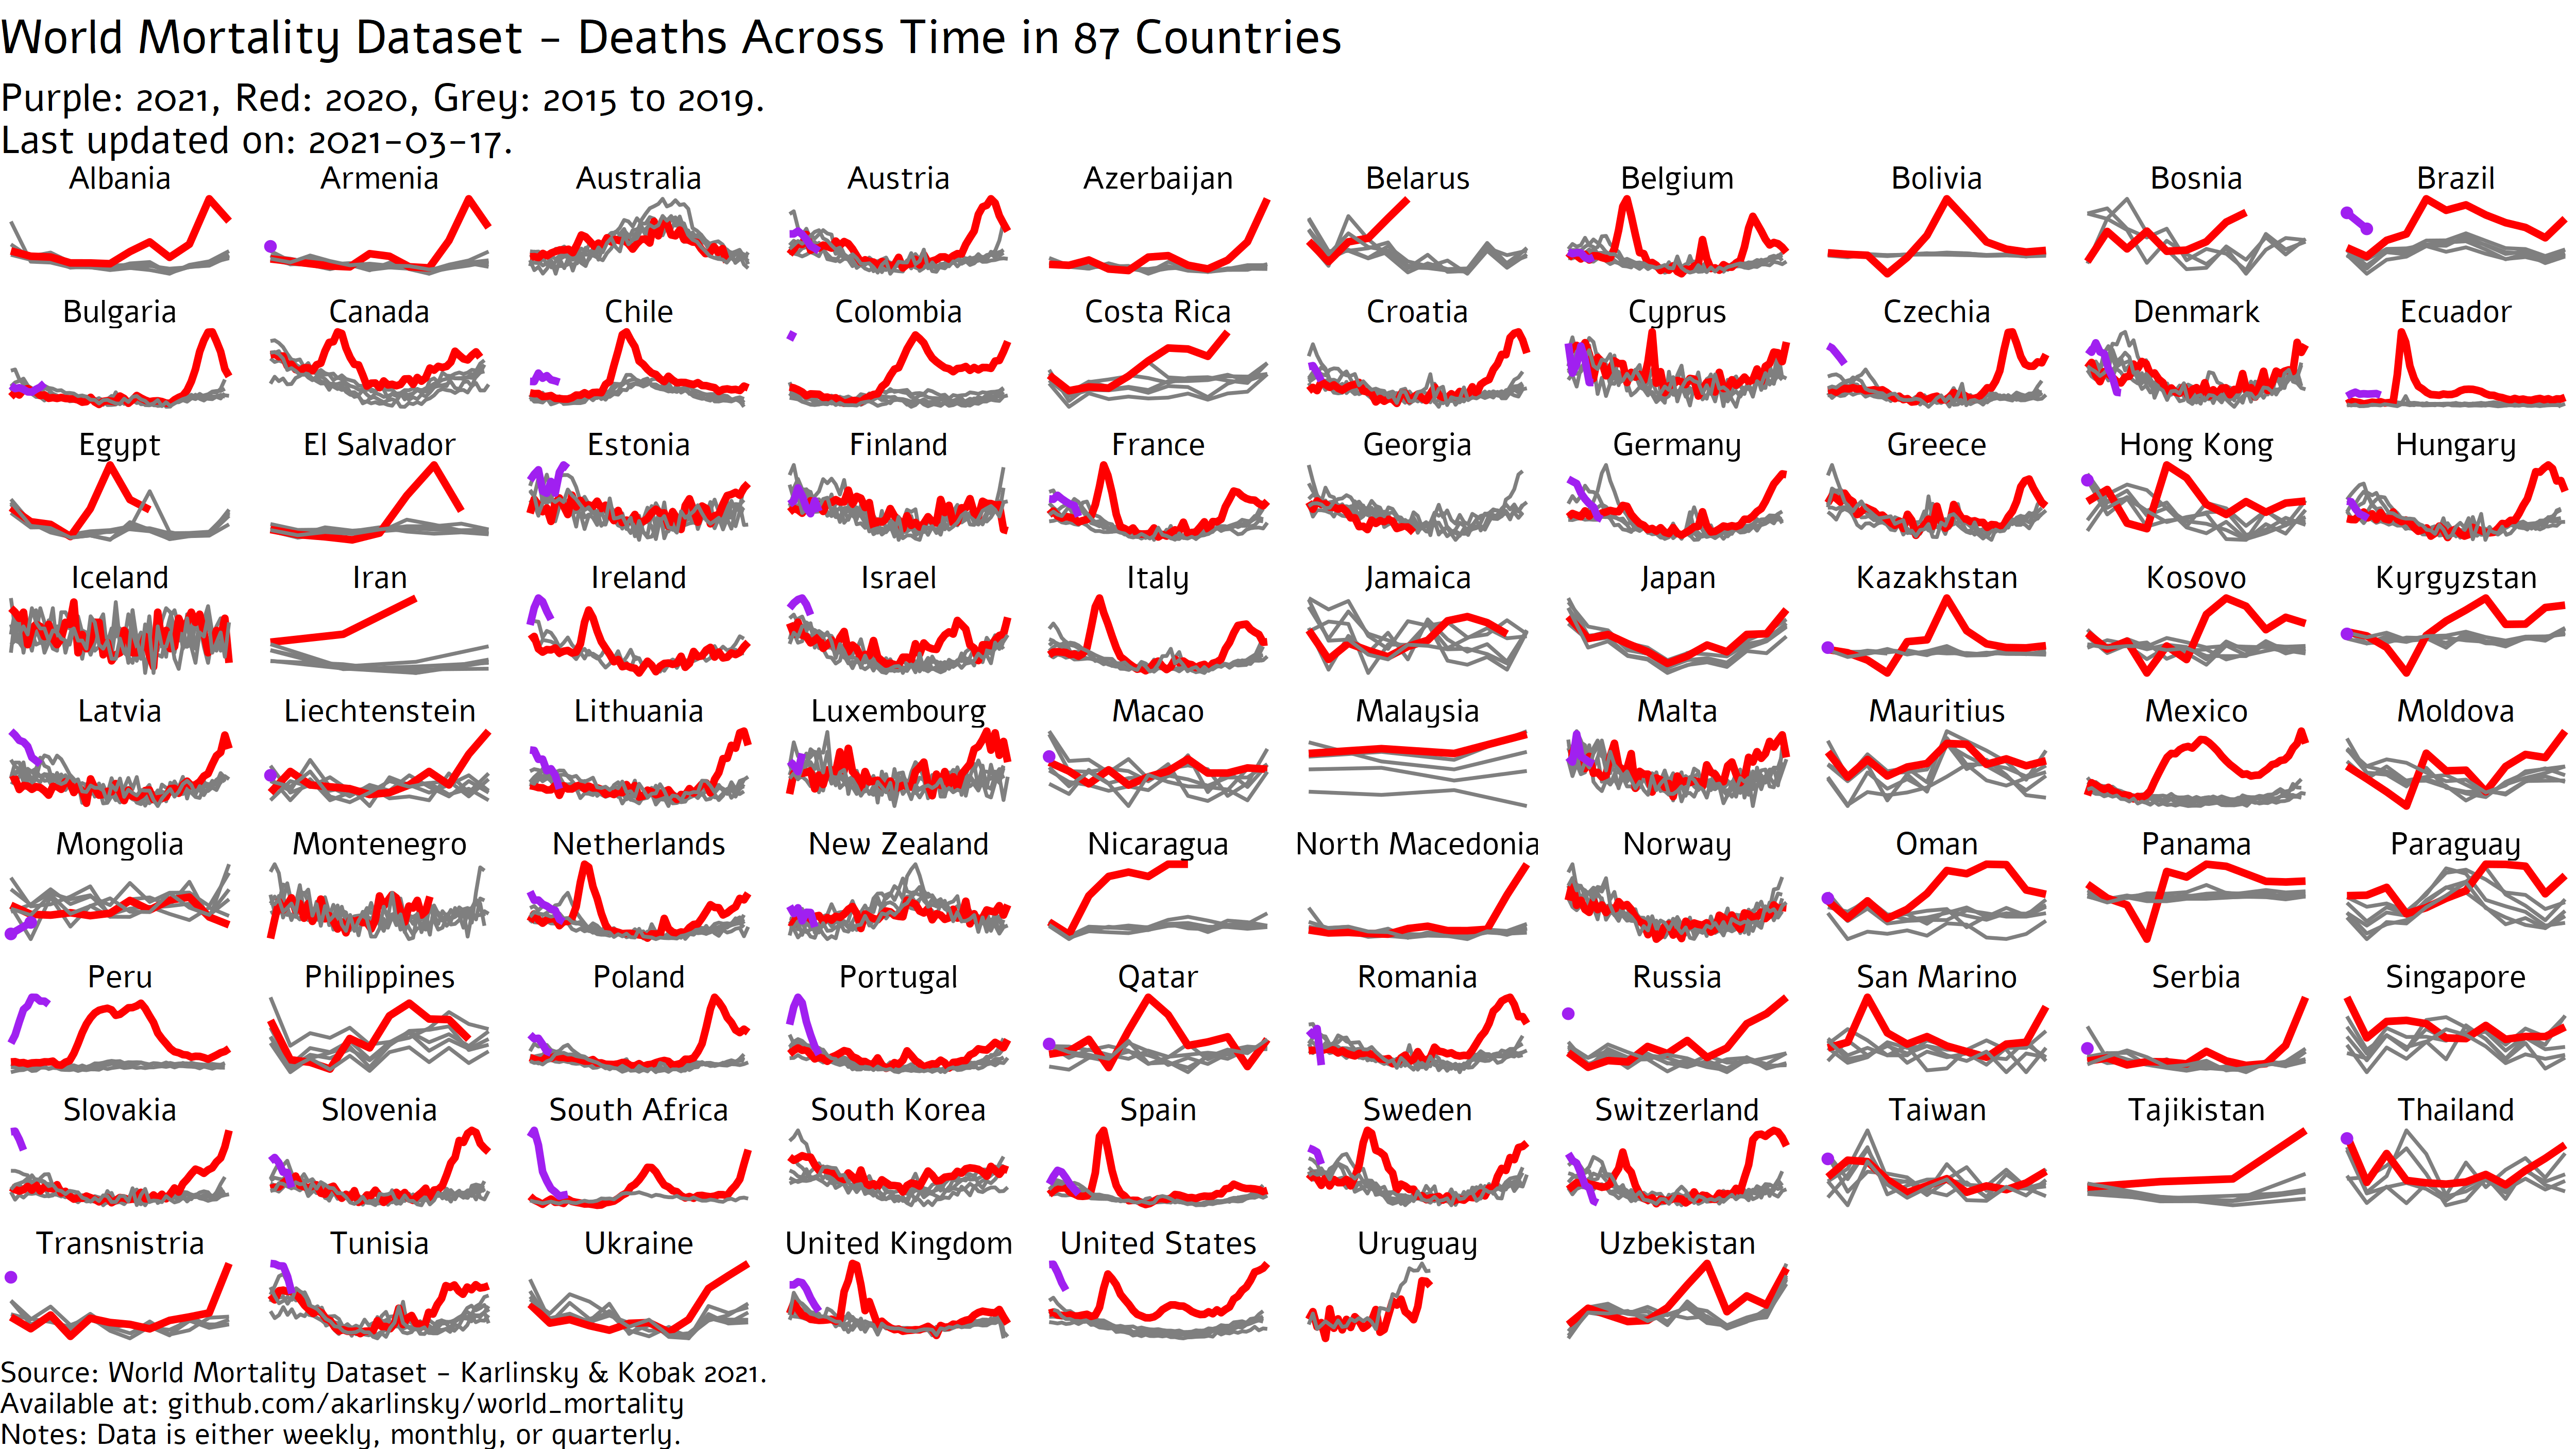 World Mortality Dataset - Deaths Across Time in 87 Countries
Purple: 2021, Red: 2020, Grey: 2015 to 2019.
Last updated on: 2021-03-17.
Albania Armenia Australia Austria Azerbaijan Belarus Belgium Bolivia Bosnia Brazil
Bulgaria Canada Chile Colombia Costa Rica Croatia Cyprus Czechia Denmark Ecuador
Egypt El Salvador Estonia Finland France Georgia Germany Greece Hong Kong Hungary
Iceland Iran Ireland Israel Italy Jamaica Japan Kazakhstan Kosovo Kyrgyzstan
Latvia Liechtenstein Lithuania Luxembourg Macao Malaysia Malta Mauritius Mexico Moldova
Mongolia Montenegro Netherlands New Zealand Nicaragua North Macedonia Norway Oman Panama Paraguay
Peru Philippines Poland Portugal Qatar Romania Russia San Marino Serbia Singapore
Slovakia Slovenia South Africa South Korea Spain Sweden Switzerland Taiwan Tajikistan Thailand
Transnistria Tunisia Ukraine United Kingdom United States Uruguay Uzbekistan
Source: World Mortality Dataset - Karlinsky & Kobak 2021.
Available at: github.com/akarlinsky/world_mortality
Notes: Data is either weekly, monthly, or quarterly.